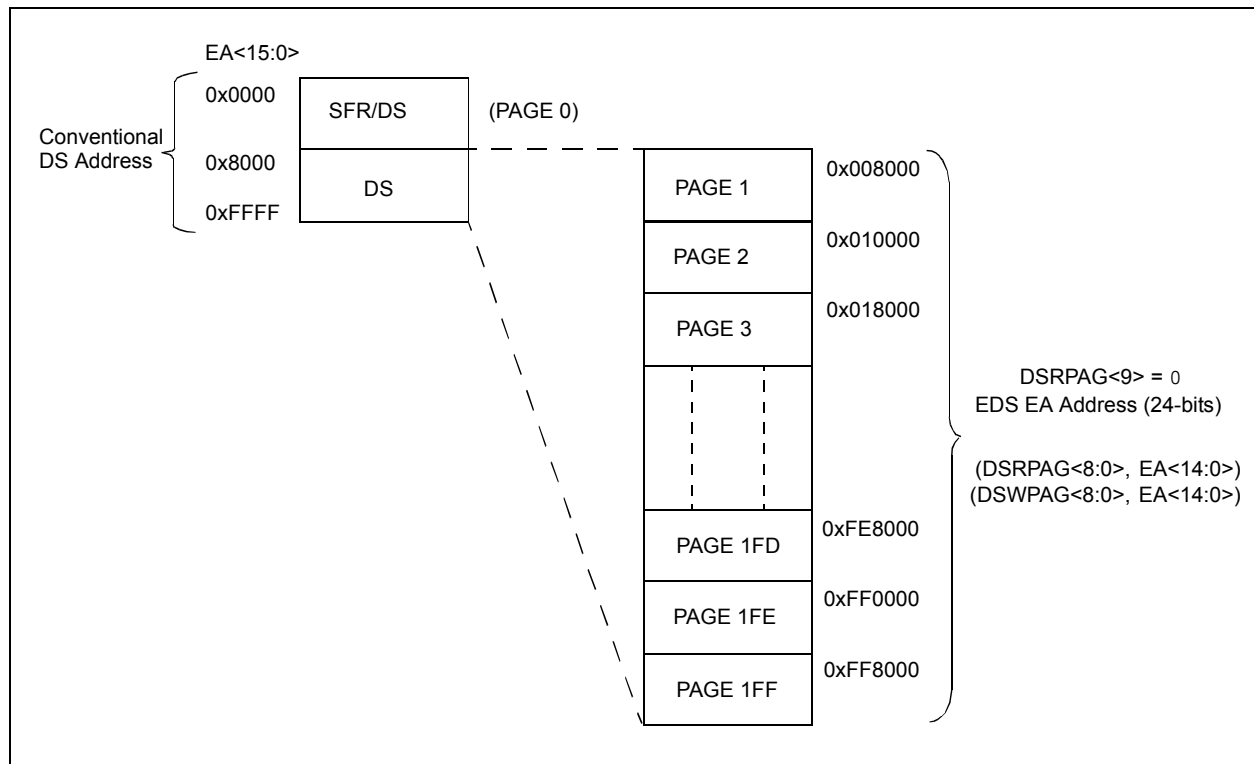 EA<15:0>
0x0000
SFR/DS
(PAGE 0)
Conventional
DS Address
0x8000
DS
0xFFFF
PAGE 1
0x008000
PAGE 2
0x010000
PAGE 3
0x018000
DSRPAG<9> = 0
EDS EA Address (24-bits)
(DSRPAG<8:0>, EA<14:0>)
(DSWPAG<8:0>, EA<14:0>)
PAGE 1FD
0xFE8000
PAGE 1FE
0xFF0000
PAGE 1FF
0xFF8000